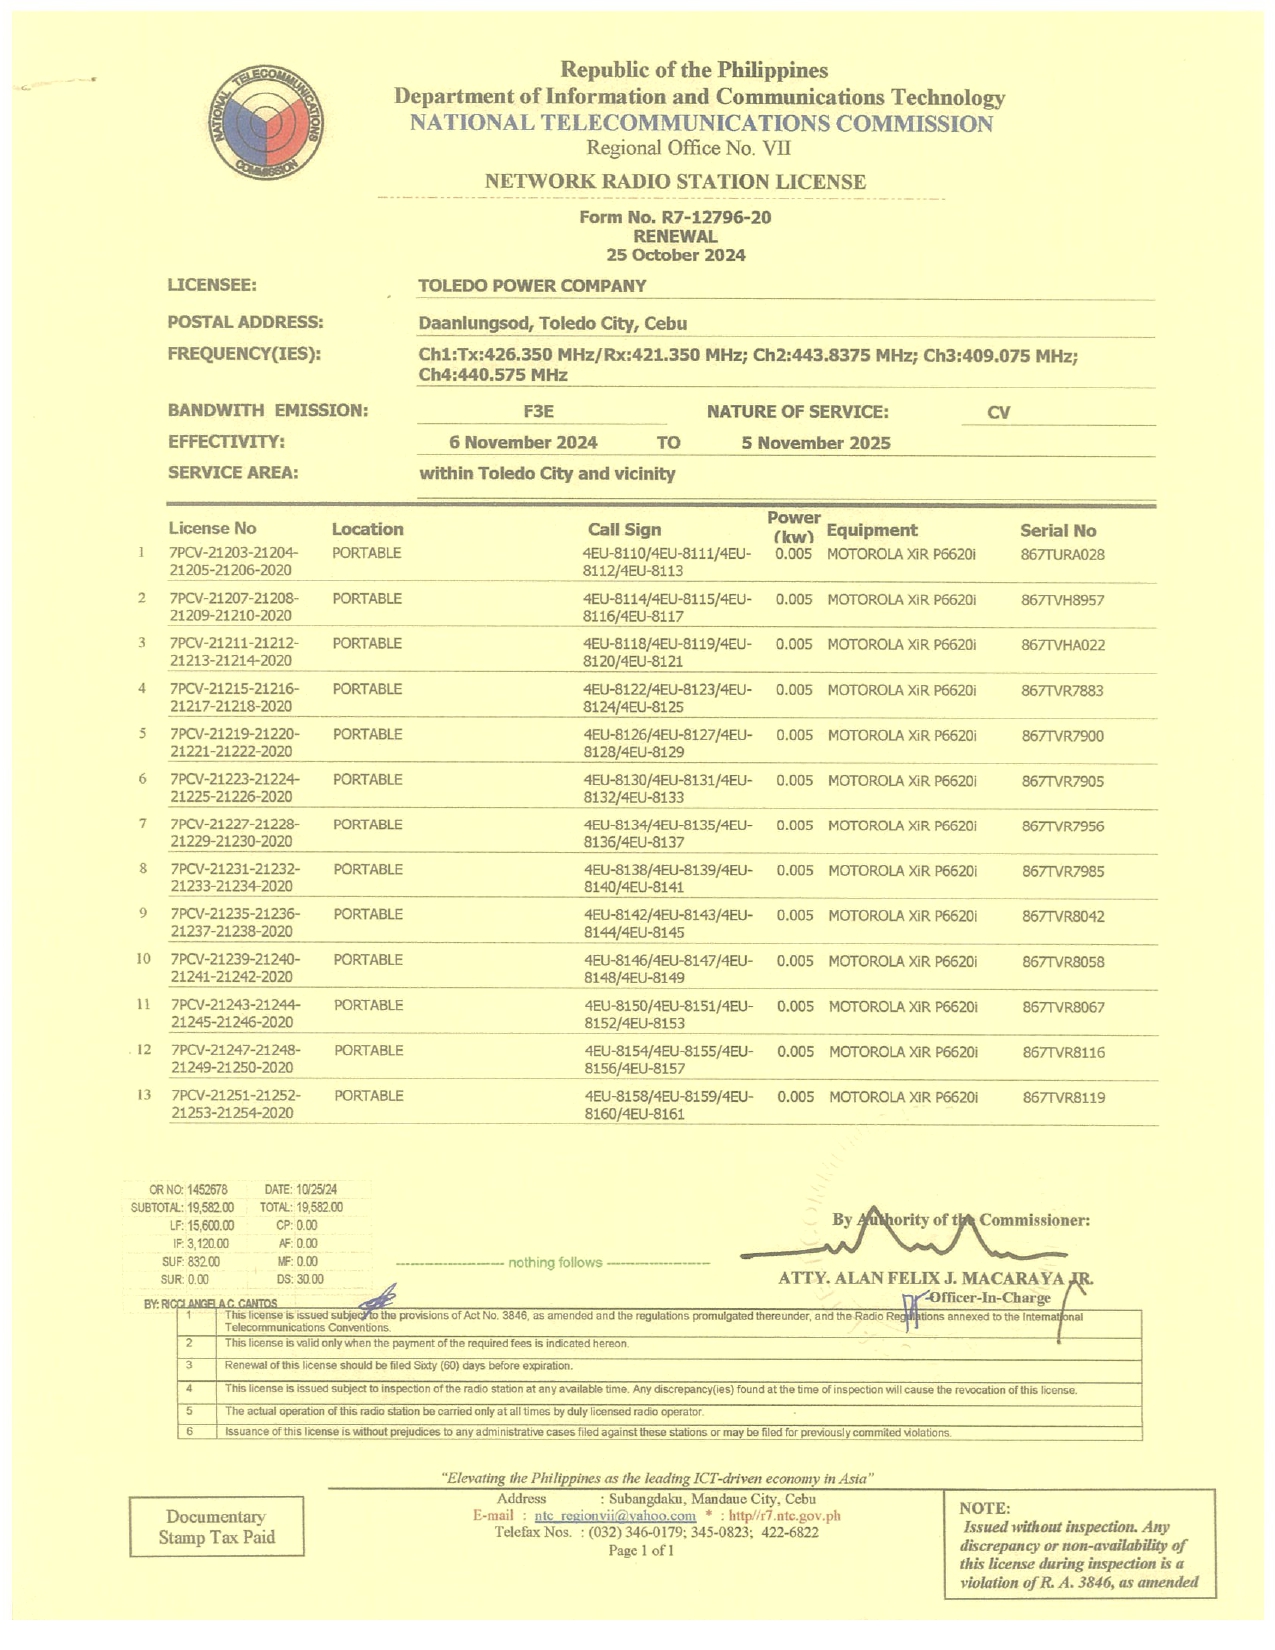 NATIONAL TELECOMMUNICATIONS COMMISSION
Republic of the Philippines
Department of Information and Communications Technology
NATIONAL TELECOMMUNICATIONS COMMISSION
Regional Office No. VII
NETWORK RADIO STATION LICENSE
Form No. R7-12796-20
RENEWAL
25 October 2024
LICENSEE: TOLEDO POWER COMPANY
POSTAL ADDRESS: Daanlungsod, Toledo City, Cebu
FREQUENCY(IES): Ch1:Tx:426.350 MHz/Rx:421.350 MHz; Ch2:443.8375 MHz; Ch3:409.075 MHz;
Ch4:440.575 MHz
BANDWITH EMISSION: F3E NATURE OF SERVICE: CV
EFFECTIVITY: 6 November 2024 TO 5 November 2025
SERVICE AREA: within Toledo City and vicinity
License No Location Call Sign Power (kw) Equipment Serial No
1 7PCV-21203-21204- PORTABLE 4EU-8110/4EU-8111/4EU- 0.005 MOTOROLA XiR P6620i 867TURA028
21205-21206-2020 8112/4EU-8113
2 7PCV-21207-21208- PORTABLE 4EU-8114/4EU-8115/4EU- 0.005 MOTOROLA XiR P6620i 867TVH8957
21209-21210-2020 8116/4EU-8117
3 7PCV-21211-21212- PORTABLE 4EU-8118/4EU-8119/4EU- 0.005 MOTOROLA XiR P6620i 867TVHA022
21213-21214-2020 8120/4EU-8121
4 7PCV-21215-21216- PORTABLE 4EU-8122/4EU-8123/4EU- 0.005 MOTOROLA XiR P6620i 867TVR7883
21217-21218-2020 8124/4EU-8125
5 7PCV-21219-21220- PORTABLE 4EU-8126/4EU-8127/4EU- 0.005 MOTOROLA XiR P6620i 867TVR7900
21221-21222-2020 8128/4EU-8129
6 7PCV-21223-21224- PORTABLE 4EU-8130/4EU-8131/4EU- 0.005 MOTOROLA XiR P6620i 867TVR7905
21225-21226-2020 8132/4EU-8133
7 7PCV-21227-21228- PORTABLE 4EU-8134/4EU-8135/4EU- 0.005 MOTOROLA XiR P6620i 867TVR7956
21229-21230-2020 8136/4EU-8137
8 7PCV-21231-21232- PORTABLE 4EU-8138/4EU-8139/4EU- 0.005 MOTOROLA XiR P6620i 867TVR7985
21233-21234-2020 8140/4EU-8141
9 7PCV-21235-21236- PORTABLE 4EU-8142/4EU-8143/4EU- 0.005 MOTOROLA XiR P6620i 867TVR8042
21237-21238-2020 8144/4EU-8145
10 7PCV-21239-21240- PORTABLE 4EU-8146/4EU-8147/4EU- 0.005 MOTOROLA XiR P6620i 867TVR8058
21241-21242-2020 8148/4EU-8149
11 7PCV-21243-21244- PORTABLE 4EU-8150/4EU-8151/4EU- 0.005 MOTOROLA XiR P6620i 867TVR8067
21245-21246-2020 8152/4EU-8153
12 7PCV-21247-21248- PORTABLE 4EU-8154/4EU-8155/4EU- 0.005 MOTOROLA XiR P6620i 867TVR8116
21249-21250-2020 8156/4EU-8157
13 7PCV-21251-21252- PORTABLE 4EU-8158/4EU-8159/4EU- 0.005 MOTOROLA XiR P6620i 867TVR8119
21253-21254-2020 8160/4EU-8161
OR NO: 1452678 DATE: 10/25/24
SUBTOTAL: 19,582.00 TOTAL: 19,582.00
LF: 15,600.00 CP: 0.00
IF: 3,120.00 AF: 0.00
SUF: 832.00 MF: 0.00
SUR: 0.00 DS: 30.00
BY: RICCI ANGELA C. CANTOS
nothing follows
By Authority of the Commissioner:
ATTY. ALAN FELIX J. MACARAYA JR.
Officer-In-Charge
1 This license is issued subject to the provisions of Act No. 3846, as amended and the regulations promulgated thereunder, and the Radio Regulations annexed to the International
Telecommunications Conventions.
2 This license is valid only when the payment of the required fees is indicated hereon.
3 Renewal of this license should be filed Sixty (60) days before expiration.
4 This license is issued subject to inspection of the radio station at any available time. Any discrepancy(ies) found at the time of inspection will cause the revocation of this license.
5 The actual operation of this radio station be carried only at all times by duly licensed radio operator.
6 Issuance of this license is without prejudices to any administrative cases filed against these stations or may be filed for previously commited violations.
"Elevating the Philippines as the leading ICT-driven economy in Asia"
Address : Subangdaku, Mandaue City, Cebu
E-mail : ntc_regionvii@yahoo.com * : http//r7.ntc.gov.ph
Telefax Nos. : (032) 346-0179; 345-0823; 422-6822
Page 1 of 1
Documentary
Stamp Tax Paid
NOTE:
Issued without inspection. Any
discrepancy or non-availability of
this license during inspection is a
violation of R. A. 3846, as amended